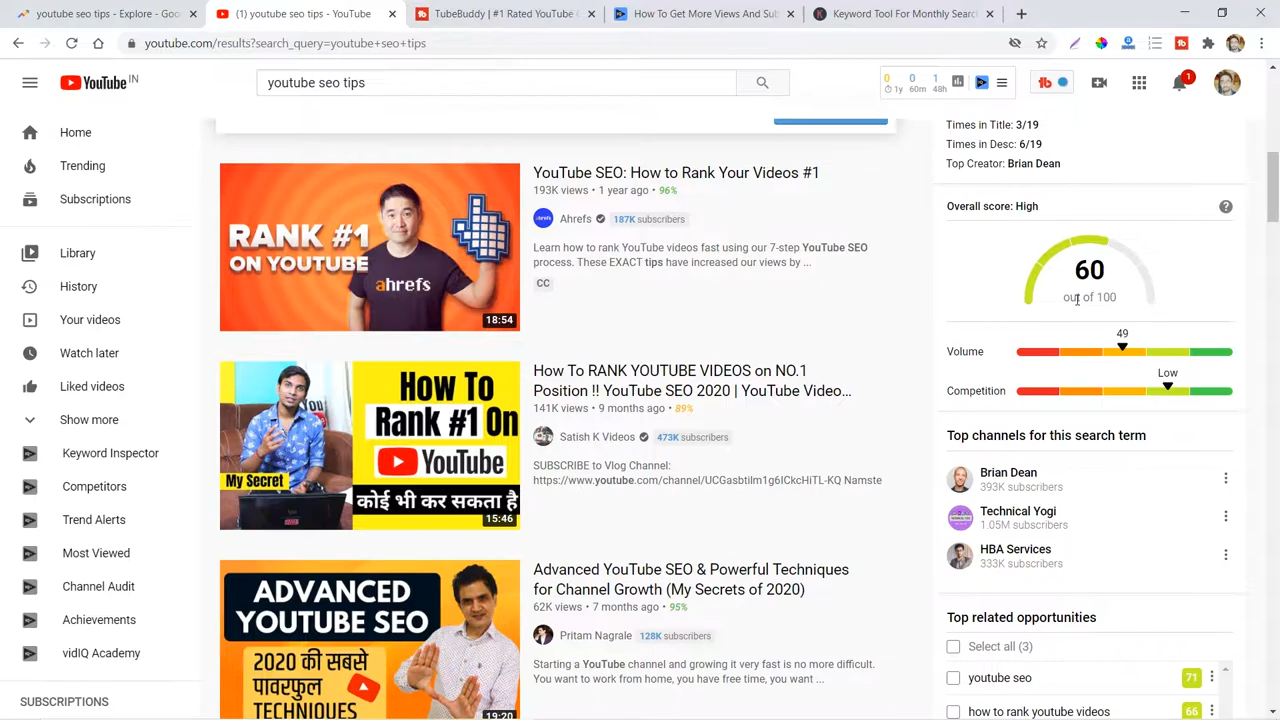 youtube seo tips - Explore - Goo
(1) youtube seo tips - YouTube
TubeBuddy | #1 Rated YouTube C
How To Get More Views And Sub
Keyword Tool For Monthly Searc
youtube.com/results?search_query=youtube+seo+tips
YouTube IN
youtube seo tips
0 0 1
1y 60m 48h
tb
1
Home
Trending
Subscriptions
Library
History
Your videos
Watch later
Liked videos
Show more
Keyword Inspector
Competitors
Trend Alerts
Most Viewed
Channel Audit
Achievements
vidIQ Academy
SUBSCRIPTIONS
RANK #1
ON YOUTUBE
ahrefs
18:54
YouTube SEO: How to Rank Your Videos #1
193K views • 1 year ago • 96%
Ahrefs 187K subscribers
Learn how to rank YouTube videos fast using our 7-step YouTube SEO
process. These EXACT tips have increased our views by ...
CC
How To
Rank #1 On
YouTube
My Secret
कोई भी कर सकता है
15:46
How To RANK YOUTUBE VIDEOS on NO.1
Position !! YouTube SEO 2020 | YouTube Video...
141K views • 9 months ago • 89%
Satish K Videos 473K subscribers
SUBSCRIBE to Vlog Channel:
https://www.youtube.com/channel/UCGasbtilm1g6ICkcHiTL-KQ Namste
ADVANCED
YOUTUBE SEO
2020 की सबसे
पावरफुल
TECHNIQUES
19:20
Advanced YouTube SEO & Powerful Techniques
for Channel Growth (My Secrets of 2020)
62K views • 7 months ago • 95%
Pritam Nagrale 128K subscribers
Starting a YouTube channel and growing it very fast is no more difficult.
You want to work from home, you have free time, you want ...
Times in Title: 3/19
Times in Desc: 6/19
Top Creator: Brian Dean
Overall score: High
60
out of 100
49
Volume
Low
Competition
Top channels for this search term
Brian Dean
393K subscribers
Technical Yogi
1.05M subscribers
HBA Services
333K subscribers
Top related opportunities
Select all (3)
youtube seo 71
how to rank youtube videos 66